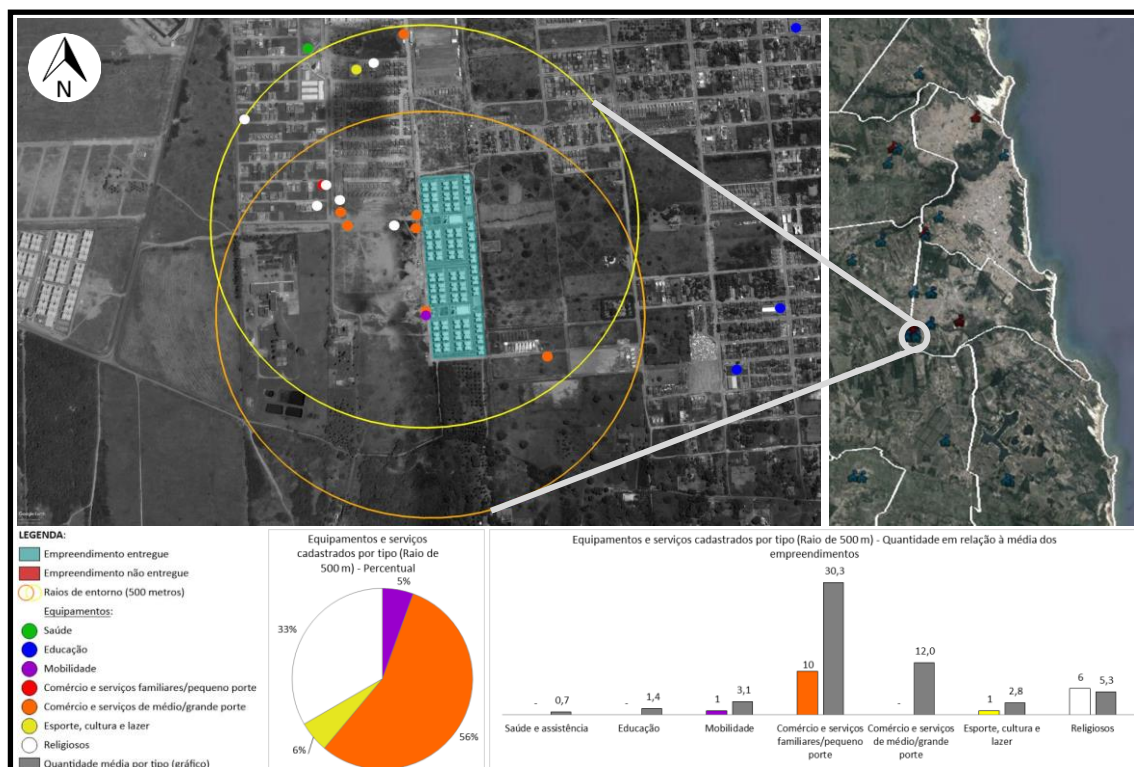 N
Google Earth
LEGENDA:
Empreendimento entregue
Empreendimento não entregue
Raios de entorno (500 metros)
Equipamentos:
Saúde
Educação
Mobilidade
Comércio e serviços familiares/pequeno porte
Comércio e serviços de médio/grande porte
Esporte, cultura e lazer
Religiosos
Quantidade média por tipo (gráfico)
Equipamentos e serviços
cadastrados por tipo (Raio de
500 m) - Percentual
5%
33%
56%
6%
Equipamentos e serviços cadastrados por tipo (Raio de 500 m) - Quantidade em relação à média dos
empreendimentos
- 0,7
- 1,4
1 3,1
10 30,3
- 12,0
1 2,8
6 5,3
Saúde e assistência
Educação
Mobilidade
Comércio e serviços
familiares/pequeno
porte
Comércio e serviços
de médio/grande
porte
Esporte, cultura e
lazer
Religiosos